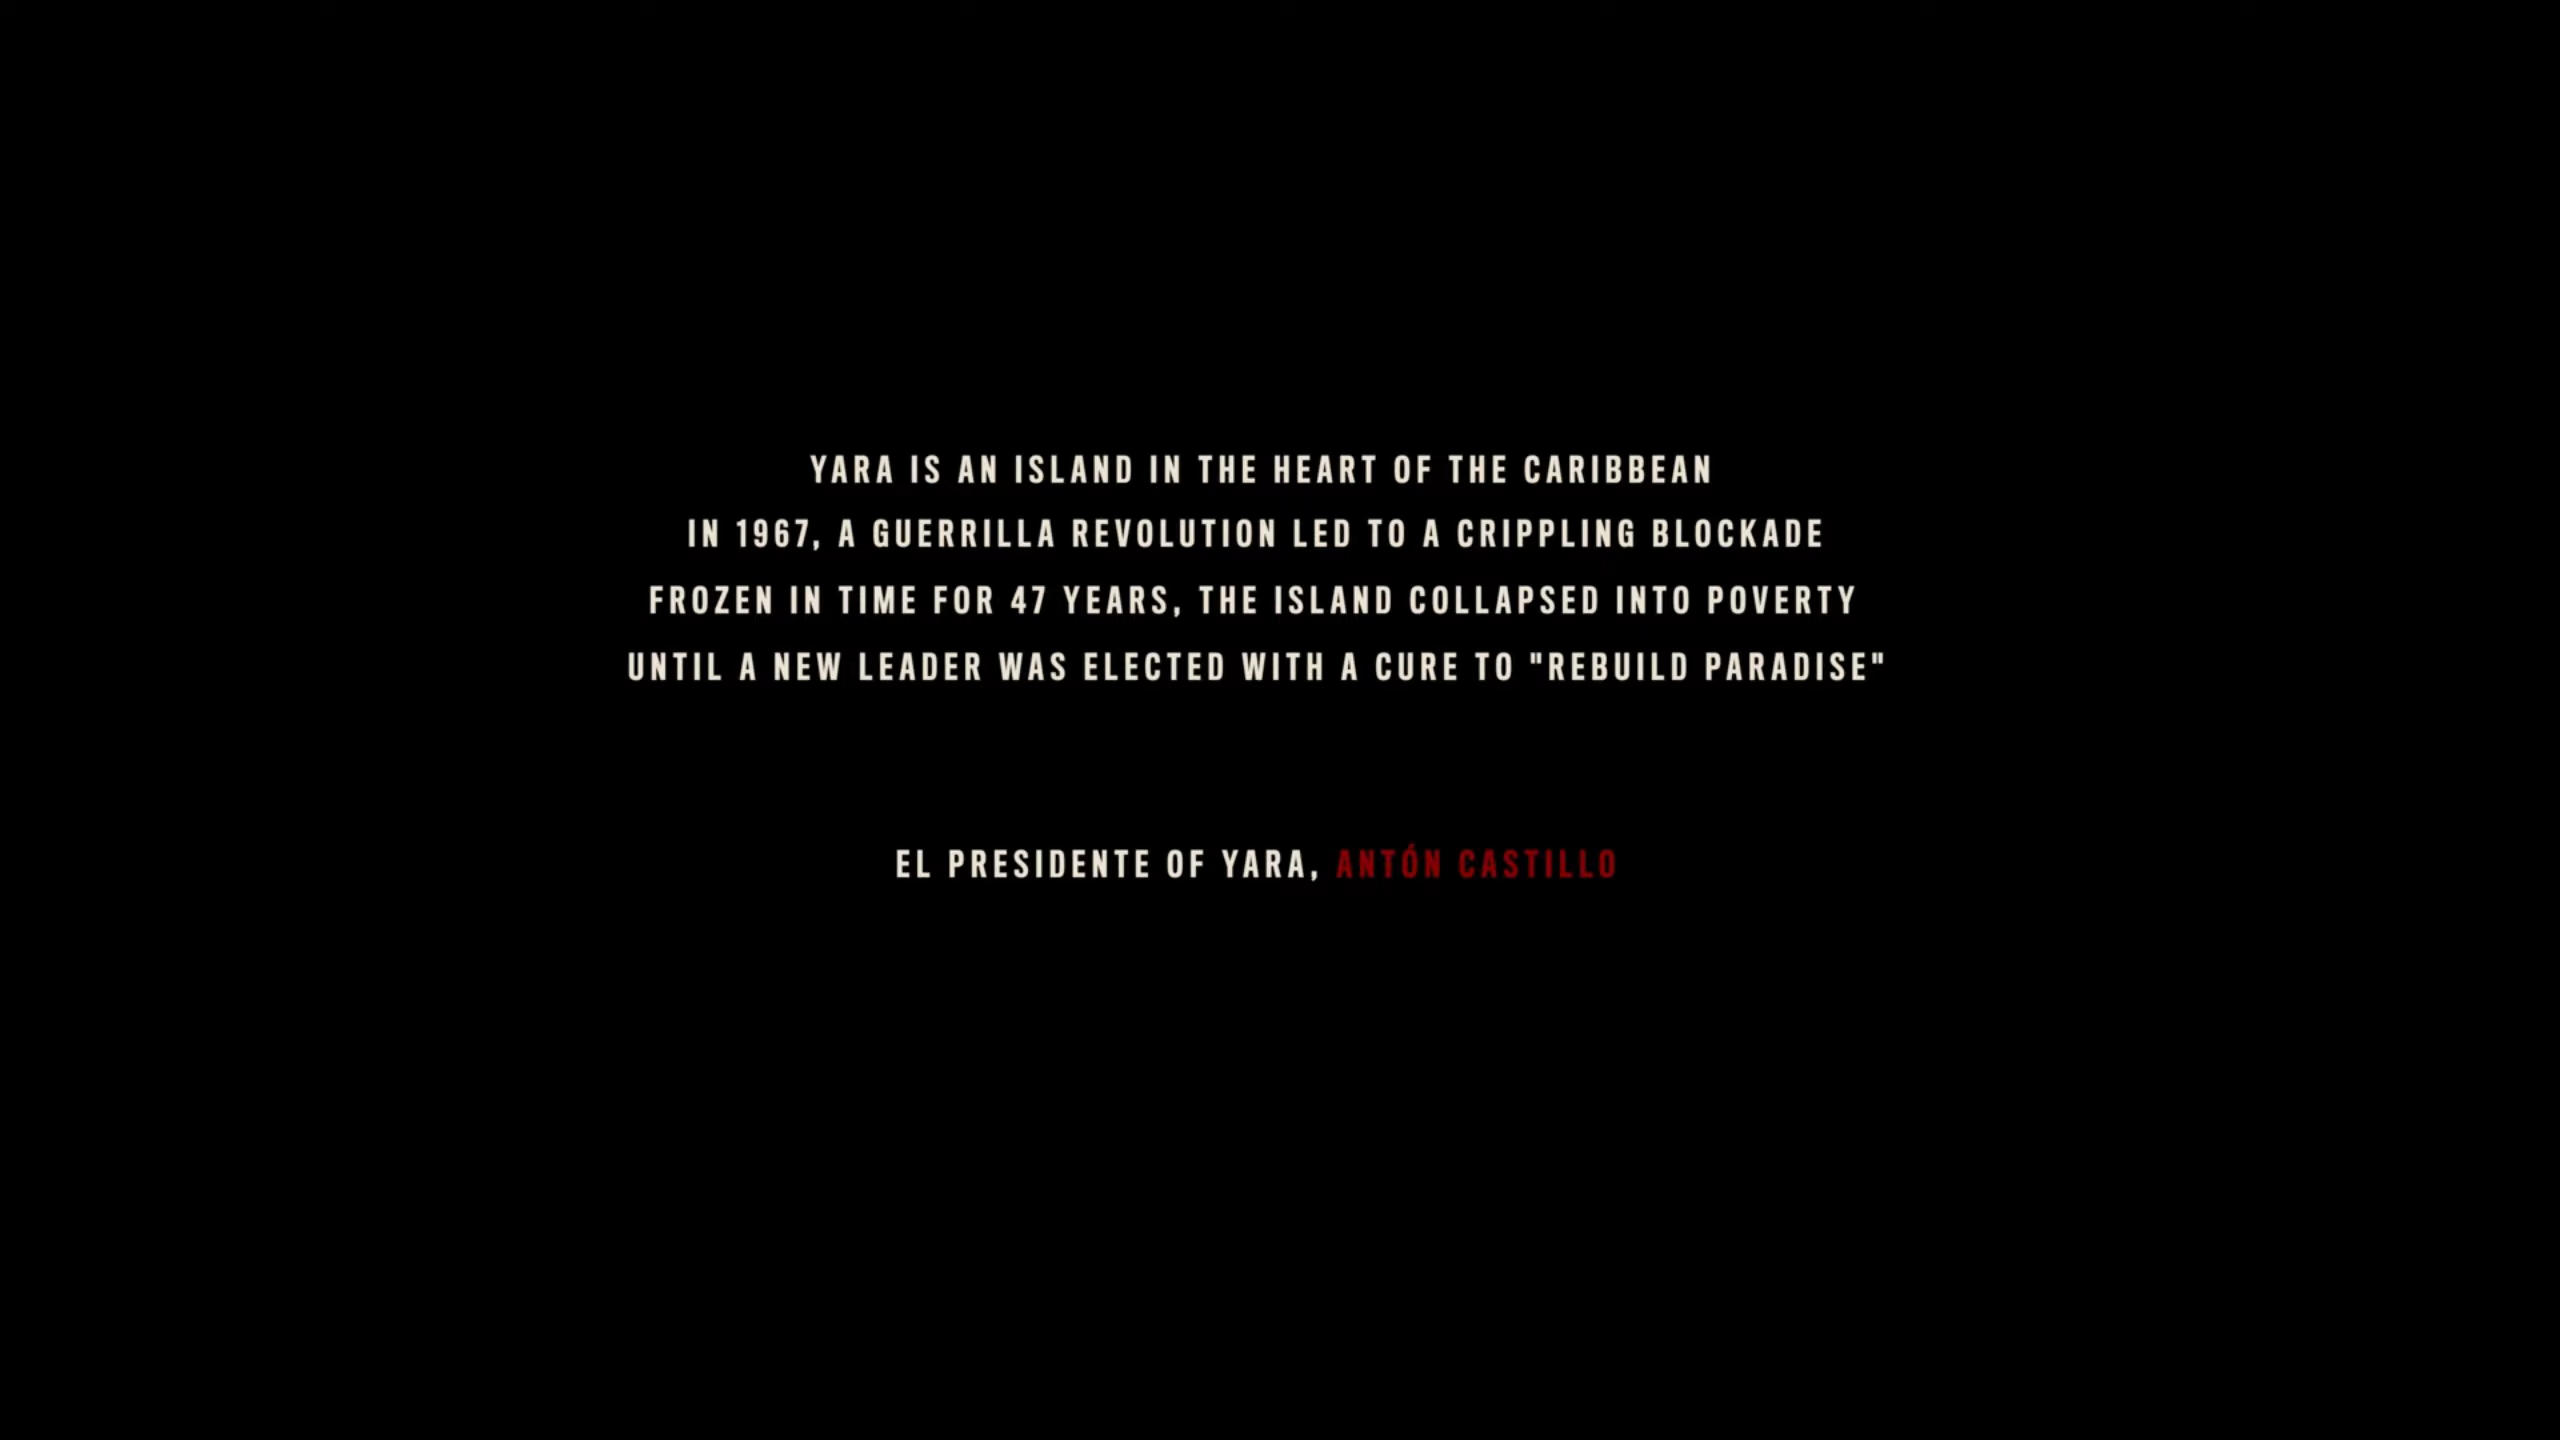 YARA IS AN ISLAND IN THE HEART OF THE CARIBBEAN
IN 1967, A GUERRILLA REVOLUTION LED TO A CRIPPLING BLOCKADE
FROZEN IN TIME FOR 47 YEARS, THE ISLAND COLLAPSED INTO POVERTY
UNTIL A NEW LEADER WAS ELECTED WITH A CURE TO "REBUILD PARADISE"
EL PRESIDENTE OF YARA, ANTÓN CASTILLO